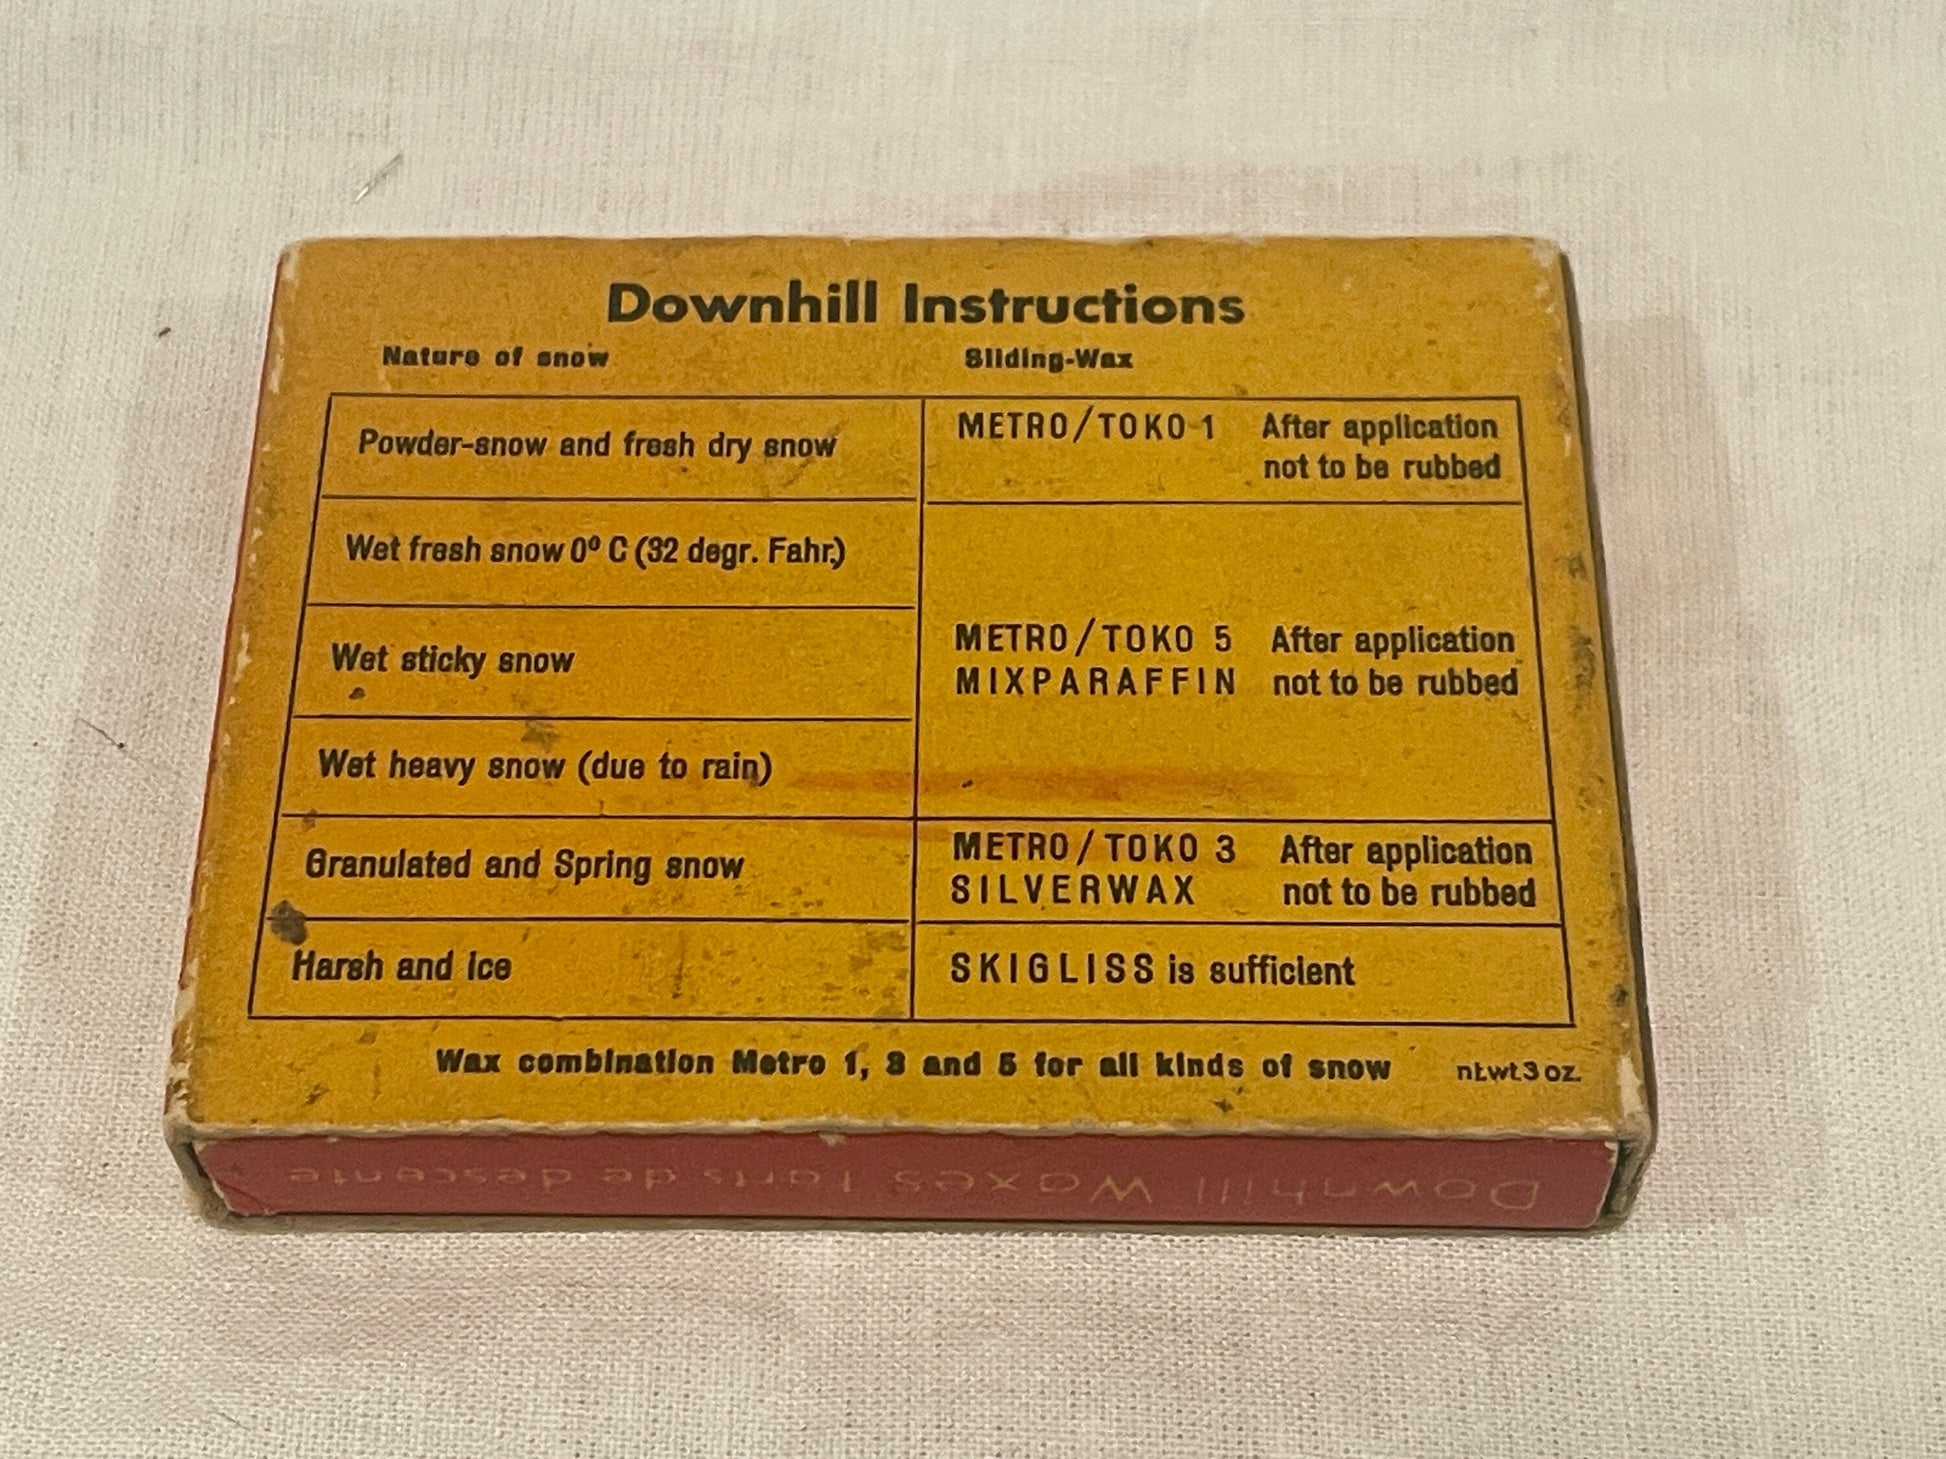 Downhill Instructions
Nature of snow Sliding-Wax
Powder-snow and fresh dry snow
METRO/TOKO 1 After application
not to be rubbed
Wet fresh snow 0° C (32 degr. Fahr.)
Wet sticky snow
Wet heavy snow (due to rain)
METRO/TOKO 5 After application
MIXPARAFFIN not to be rubbed
Granulated and Spring snow
METRO/TOKO 3 After application
SILVERWAX not to be rubbed
Harsh and Ice
SKIGLISS is sufficient
Wax combination Metro 1, 3 and 5 for all kinds of snow
nt.wt.3 oz.
Downhill Waxes farts de descente